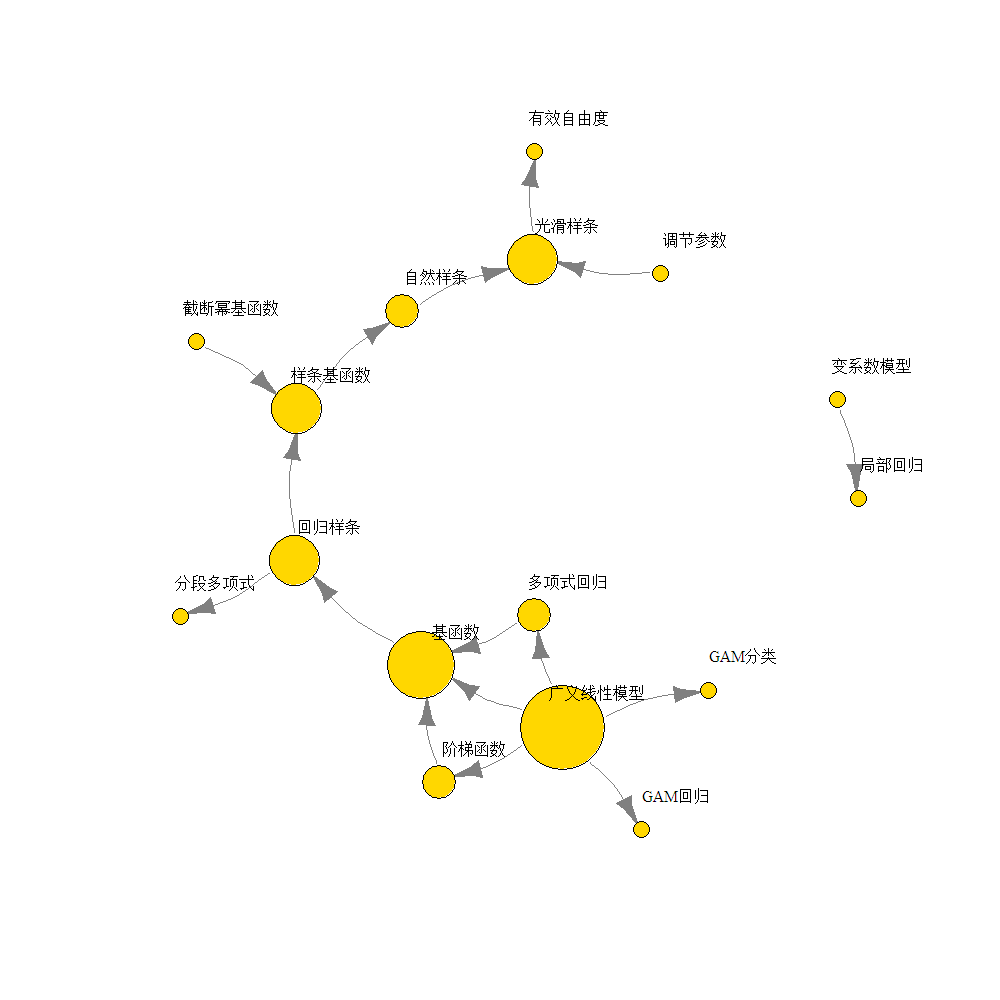 有效自由度
光滑样条
调节参数
自然样条
截断幂基函数
变系数模型
样条基函数
局部回归
回归样条
分段多项式
多项式回归
基函数
GAM分类
广义线性模型
阶梯函数
GAM回归